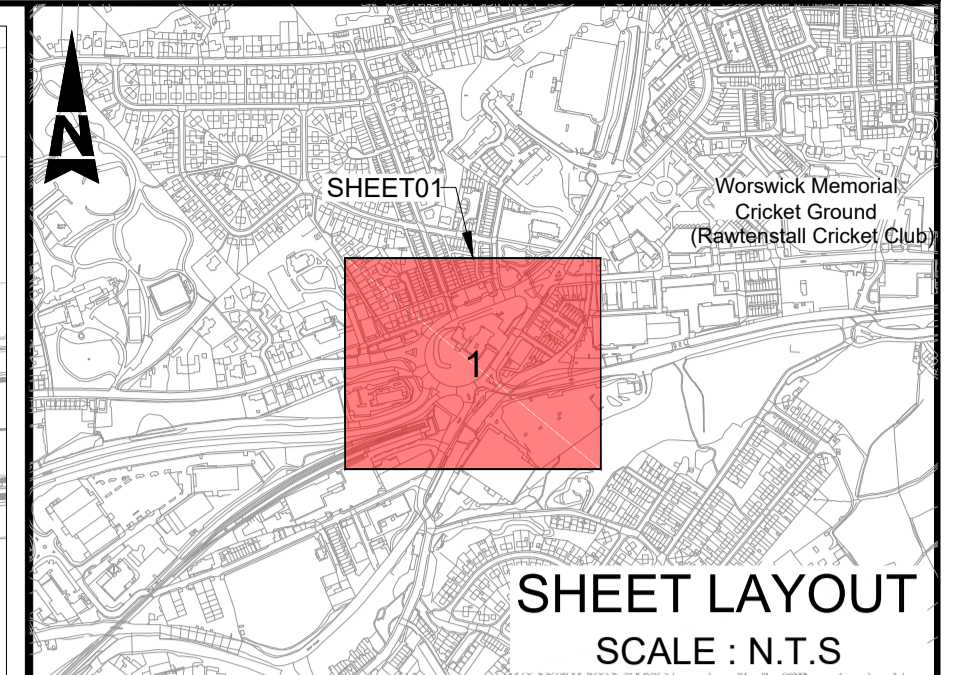 N
SHEET01
Worswick Memorial
Cricket Ground
(Rawtenstall Cricket Club)
1
SHEET LAYOUT
SCALE : N.T.S